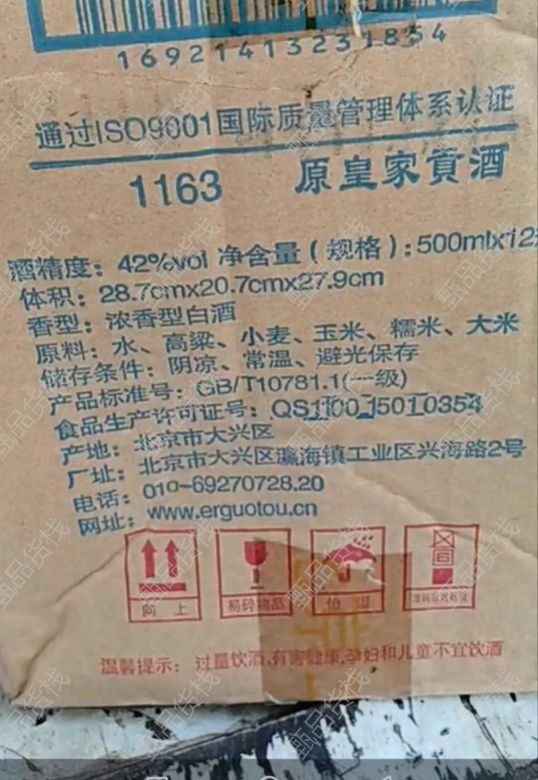 16921413231834
通过ISO9001国际质量管理体系认证
1163 原皇家貢酒
酒精度：42%vol 净含量（规格）：500mlx12
体积：28.7cmx20.7cmx27.9cm
香型：浓香型白酒
原料：水、高粱、小麦、玉米、糯米、大米
储存条件：阴凉、常温、避光保存
产品标准号：GB/T10781.1(一级)
食品生产许可证号：QS1100 15010354
产地：北京市大兴区
厂址：北京市大兴区瀛海镇工业区兴海路2号
电话：010-69270728.20
网址：www.erguotou.cn
向上 易碎物品 怕湿
温馨提示：过量饮酒,有害健康,孕妇和儿童不宜饮酒
甄品货栈